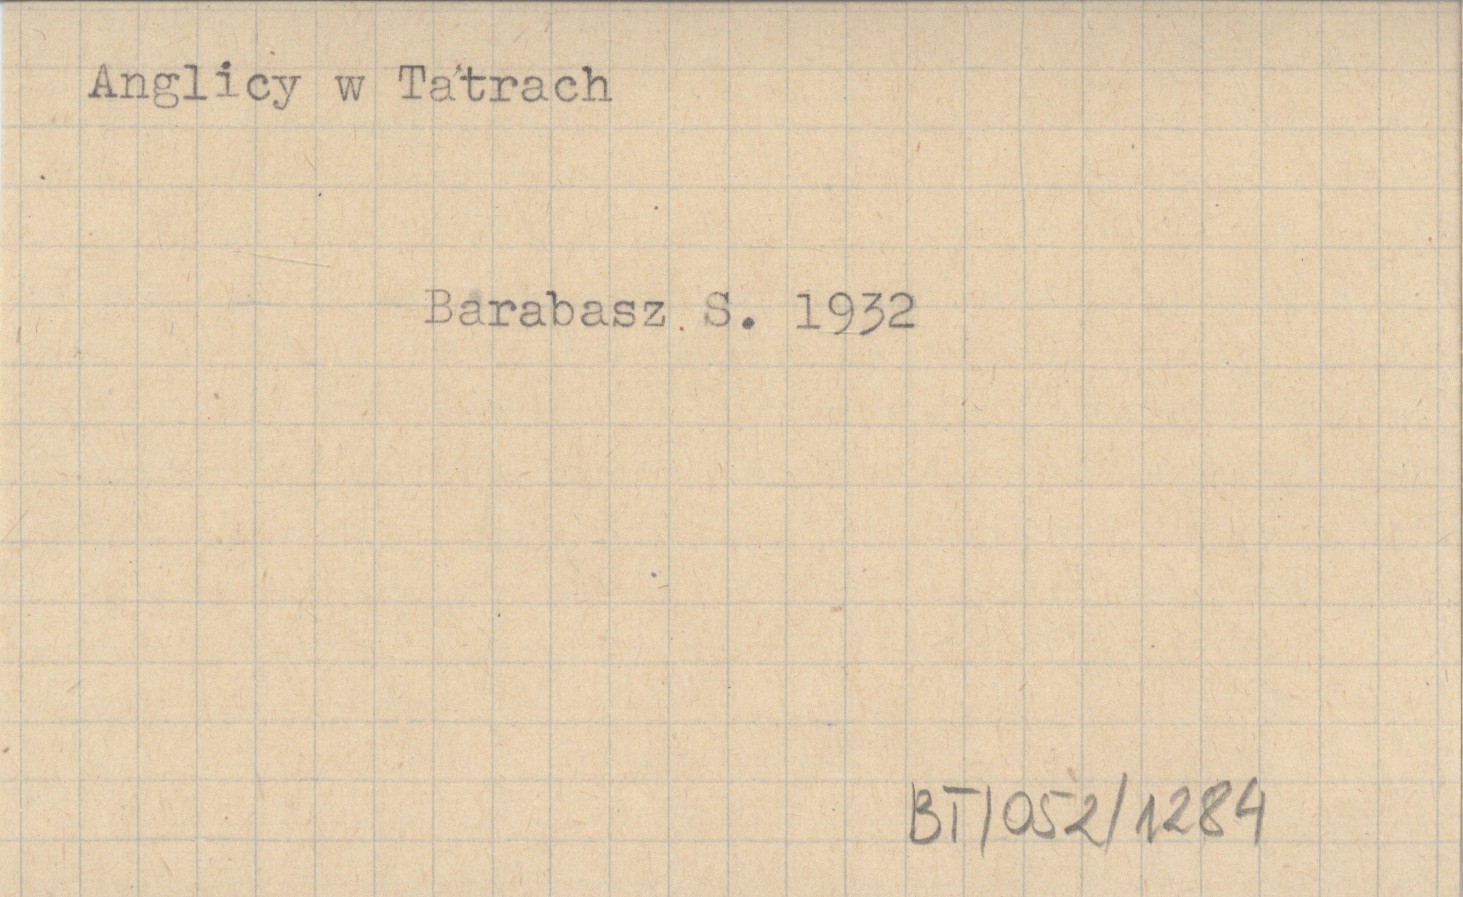 Anglicy w Tatrach
Barabasz S. 1932
BT/052/1284